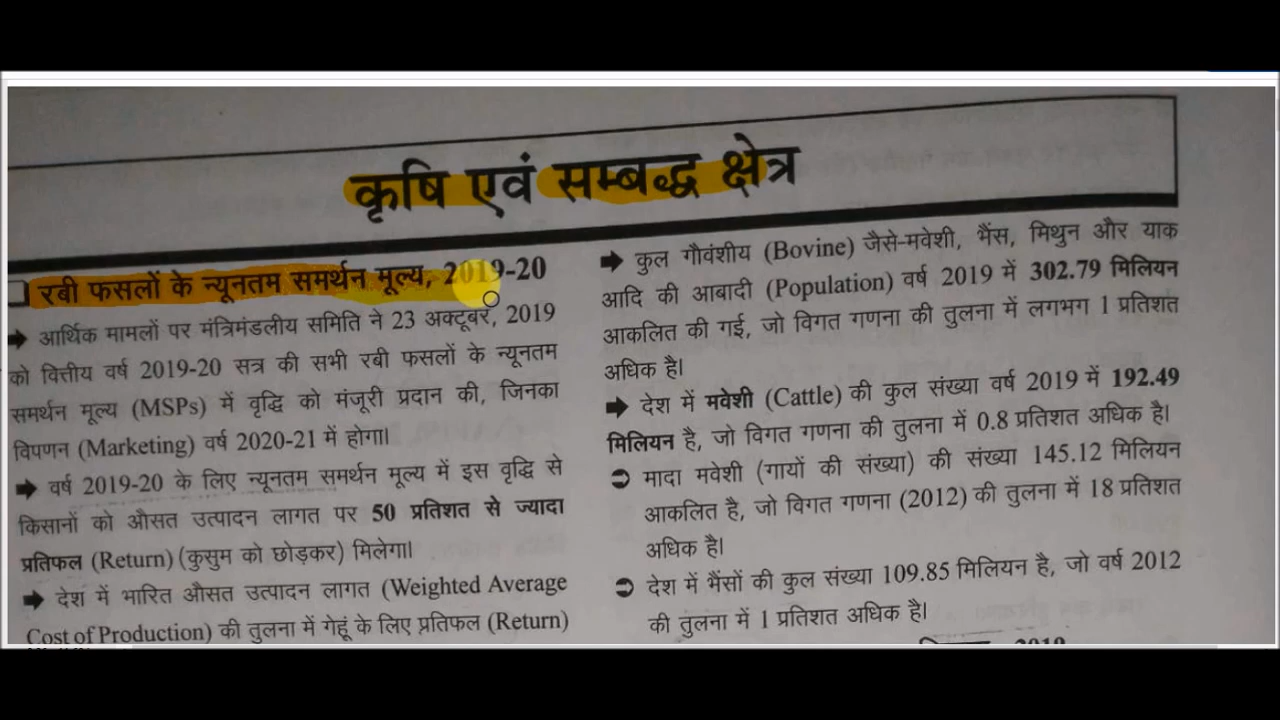 कृषि एवं सम्बद्ध क्षेत्र
रबी फसलों के न्यूनतम समर्थन मूल्य, 2019-20
➡ आर्थिक मामलों पर मंत्रिमंडलीय समिति ने 23 अक्टूबर, 2019
को वित्तीय वर्ष 2019-20 सत्र की सभी रबी फसलों के न्यूनतम
समर्थन मूल्य (MSPs) में वृद्धि को मंजूरी प्रदान की, जिनका
विपणन (Marketing) वर्ष 2020-21 में होगा।
➡ वर्ष 2019-20 के लिए न्यूनतम समर्थन मूल्य में इस वृद्धि से
किसानों को औसत उत्पादन लागत पर 50 प्रतिशत से ज्यादा
प्रतिफल (Return) (कुसुम को छोड़कर) मिलेगा।
➡ देश में भारित औसत उत्पादन लागत (Weighted Average
Cost of Production) की तुलना में गेहूं के लिए प्रतिफल (Return)
➡ कुल गौवंशीय (Bovine) जैसे-मवेशी, भैंस, मिथुन और याक
आदि की आबादी (Population) वर्ष 2019 में 302.79 मिलियन
आकलित की गई, जो विगत गणना की तुलना में लगभग 1 प्रतिशत
अधिक है।
➡ देश में मवेशी (Cattle) की कुल संख्या वर्ष 2019 में 192.49
मिलियन है, जो विगत गणना की तुलना में 0.8 प्रतिशत अधिक है।
➲ मादा मवेशी (गायों की संख्या) की संख्या 145.12 मिलियन
आकलित है, जो विगत गणना (2012) की तुलना में 18 प्रतिशत
अधिक है।
➲ देश में भैंसों की कुल संख्या 109.85 मिलियन है, जो वर्ष 2012
की तुलना में 1 प्रतिशत अधिक है।